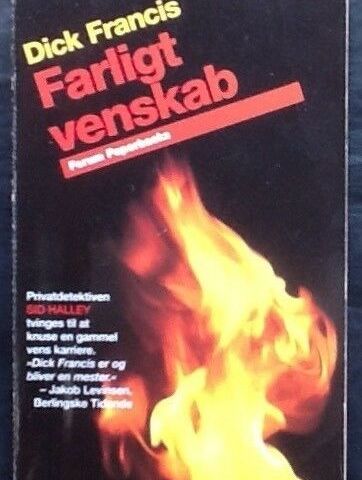 Dick Francis
Farligt
venskab
Forum Paperbacks
Privatdetektiven
SID HALLEY
tvinges til at
knuse en gammel
vens karriere.
»Dick Francis er og
bliver en mester.«
– Jakob Levinsen,
Berlingske Tidende